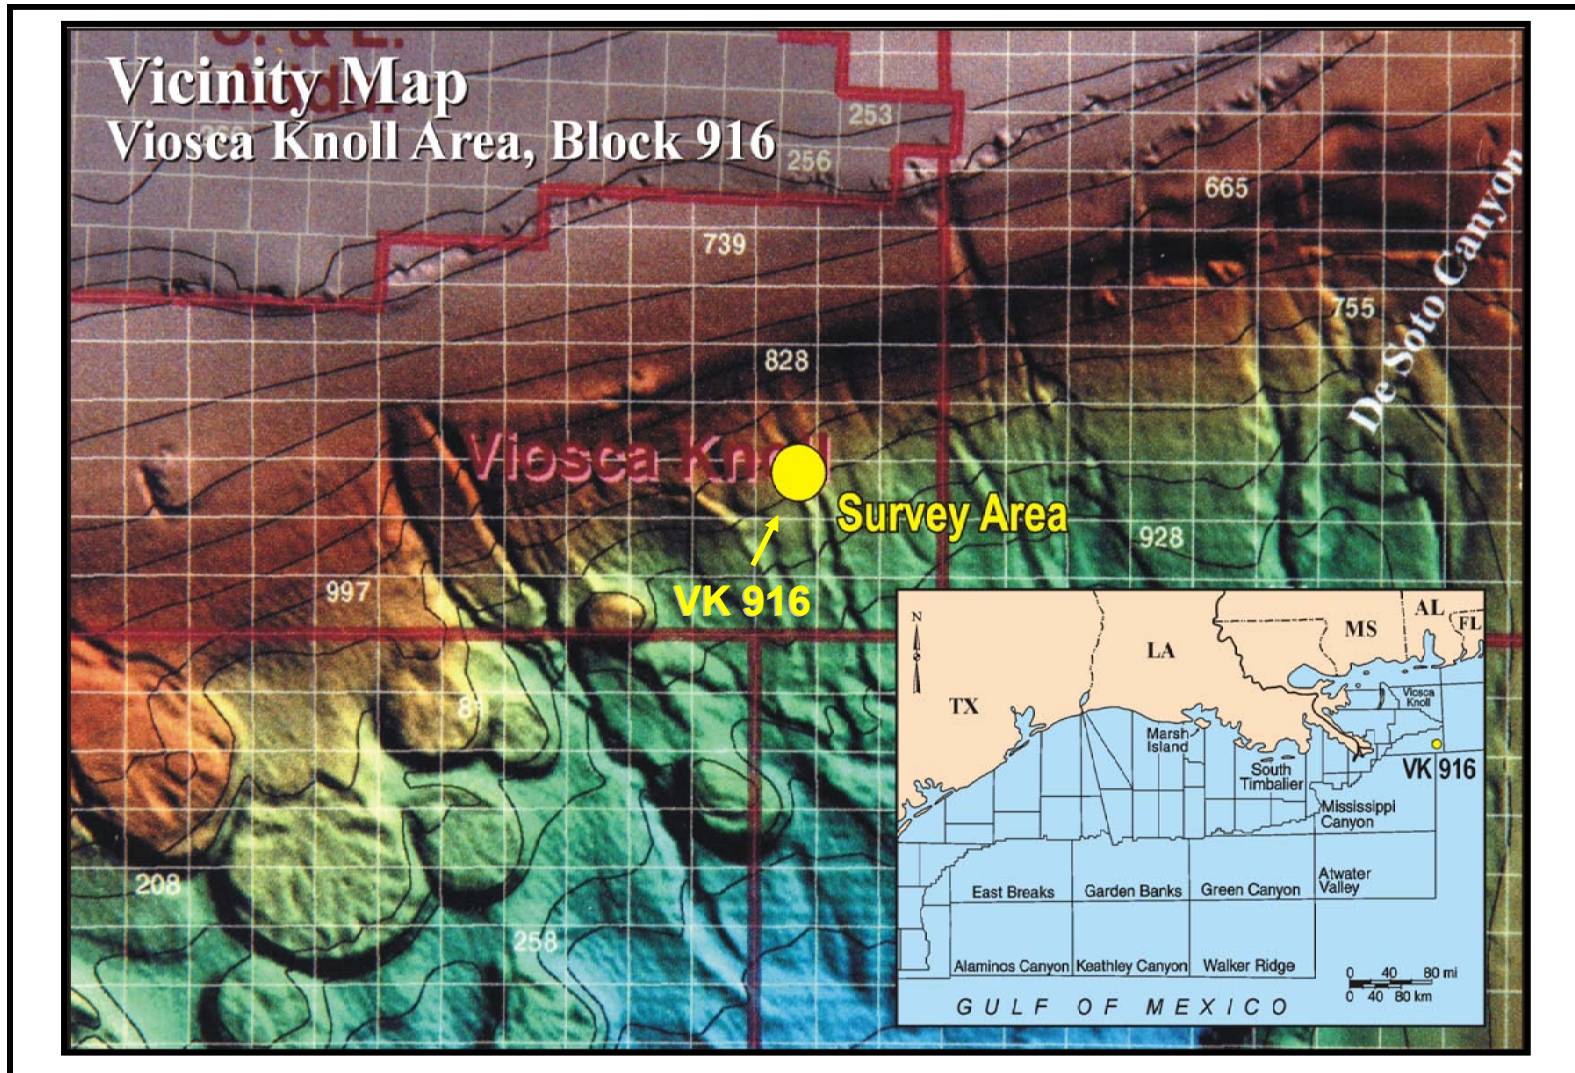 Vicinity Map
Viosca Knoll Area, Block 916
253
256
665
739
De Soto Canyon
755
828
Viosca Knoll
Survey Area
928
VK 916
997
208
258
N
TX
LA
MS
AL
FL
Viosca
Knoll
Marsh
Island
South
Timbalier
VK 916
Mississippi
Canyon
East Breaks
Garden Banks
Green Canyon
Atwater
Valley
Alaminos Canyon
Keathley Canyon
Walker Ridge
0 40 80 mi
0 40 80 km
GULF OF MEXICO